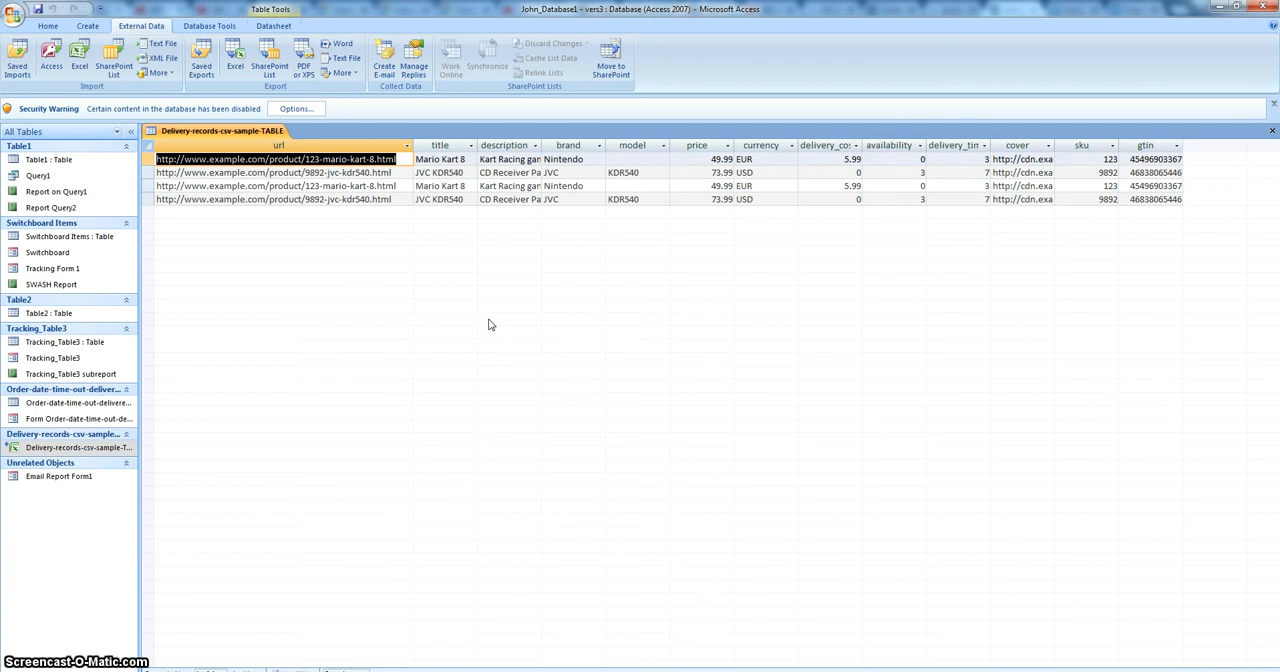 Table Tools
John_Database1 - vers3 : Database (Access 2007) - Microsoft Access
Home Create External Data Database Tools Datasheet
Saved Imports Access Excel SharePoint List Text File XML File More Import
Saved Exports Excel SharePoint List PDF or XPS Word Text File More Export
Create E-mail Manage Replies Collect Data
Work Online Synchronize Discard Changes Cache List Data Relink Lists Move to SharePoint SharePoint Lists
Security Warning Certain content in the database has been disabled Options...
All Tables «
Table1
Table1 : Table
Query1
Report on Query1
Report Query2
Switchboard Items
Switchboard Items : Table
Switchboard
Tracking Form 1
SWASH Report
Table2
Table2 : Table
Tracking_Table3
Tracking_Table3 : Table
Tracking_Table3
Tracking_Table3 subreport
Order-date-time-out-deliver...
Order-date-time-out-delivere...
Form Order-date-time-out-de...
Delivery-records-csv-sample...
Delivery-records-csv-sample-T...
Unrelated Objects
Email Report Form1
Delivery-records-csv-sample-TABLE
url title description brand model price currency delivery_cos availability delivery_tim cover sku gtin
http://www.example.com/product/123-mario-kart-8.html Mario Kart 8 Kart Racing gan Nintendo 49.99 EUR 5.99 0 3 http://cdn.exa 123 45496903367
http://www.example.com/product/9892-jvc-kdr540.html JVC KDR540 CD Receiver Pa JVC KDR540 73.99 USD 0 3 7 http://cdn.exa 9892 46838065446
http://www.example.com/product/123-mario-kart-8.html Mario Kart 8 Kart Racing gan Nintendo 49.99 EUR 5.99 0 3 http://cdn.exa 123 45496903367
http://www.example.com/product/9892-jvc-kdr540.html JVC KDR540 CD Receiver Pa JVC KDR540 73.99 USD 0 3 7 http://cdn.exa 9892 46838065446
Screencast-O-Matic.com